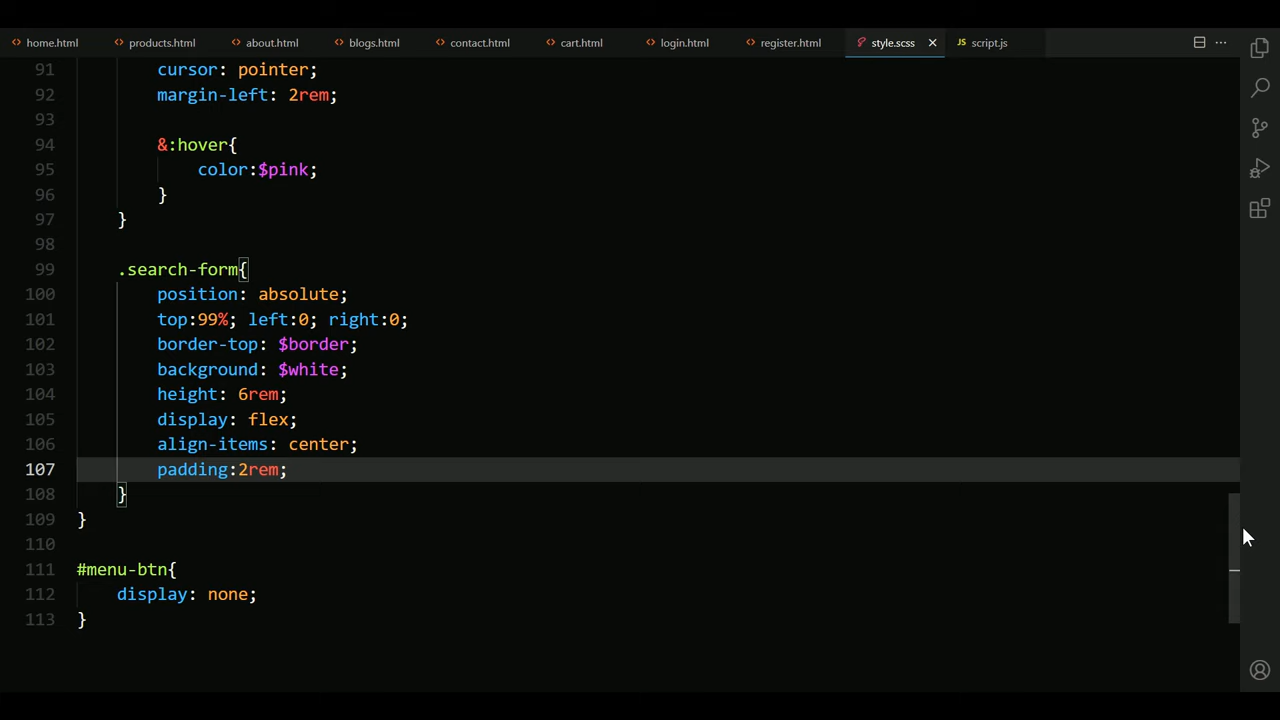 home.html products.html about.html blogs.html contact.html cart.html login.html register.html style.scss JS script.js
91 cursor: pointer;
92 margin-left: 2rem;
93
94 &:hover{
95 color:$pink;
96 }
97 }
98
99 .search-form{
100 position: absolute;
101 top:99%; left:0; right:0;
102 border-top: $border;
103 background: $white;
104 height: 6rem;
105 display: flex;
106 align-items: center;
107 padding:2rem;
108 }
109 }
110
111 #menu-btn{
112 display: none;
113 }